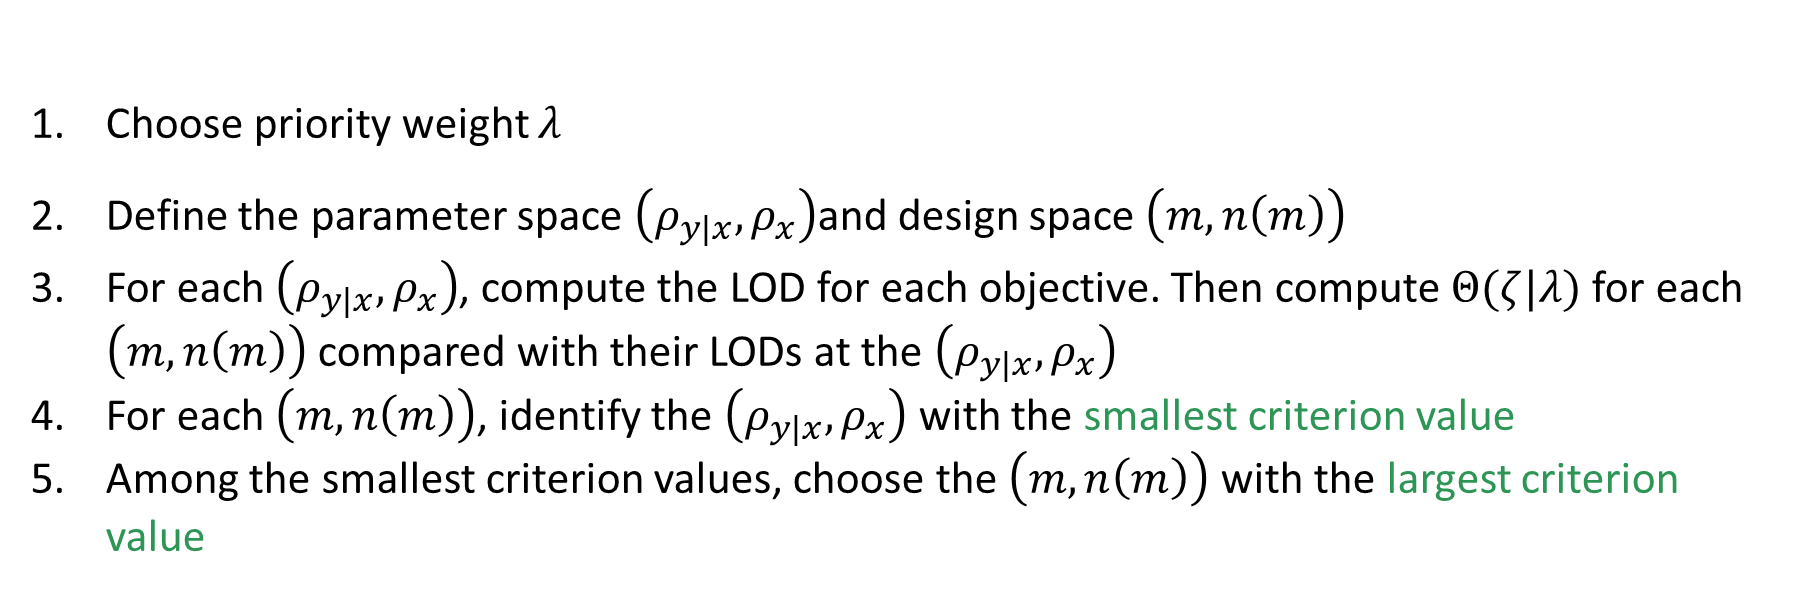 1. Choose priority weight λ
2. Define the parameter space (ρ_{y|x}, ρ_x)and design space (m, n(m))
3. For each (ρ_{y|x}, ρ_x), compute the LOD for each objective. Then compute Θ(ζ|λ) for each
(m, n(m)) compared with their LODs at the (ρ_{y|x}, ρ_x)
4. For each (m, n(m)), identify the (ρ_{y|x}, ρ_x) with the smallest criterion value
5. Among the smallest criterion values, choose the (m, n(m)) with the largest criterion
value